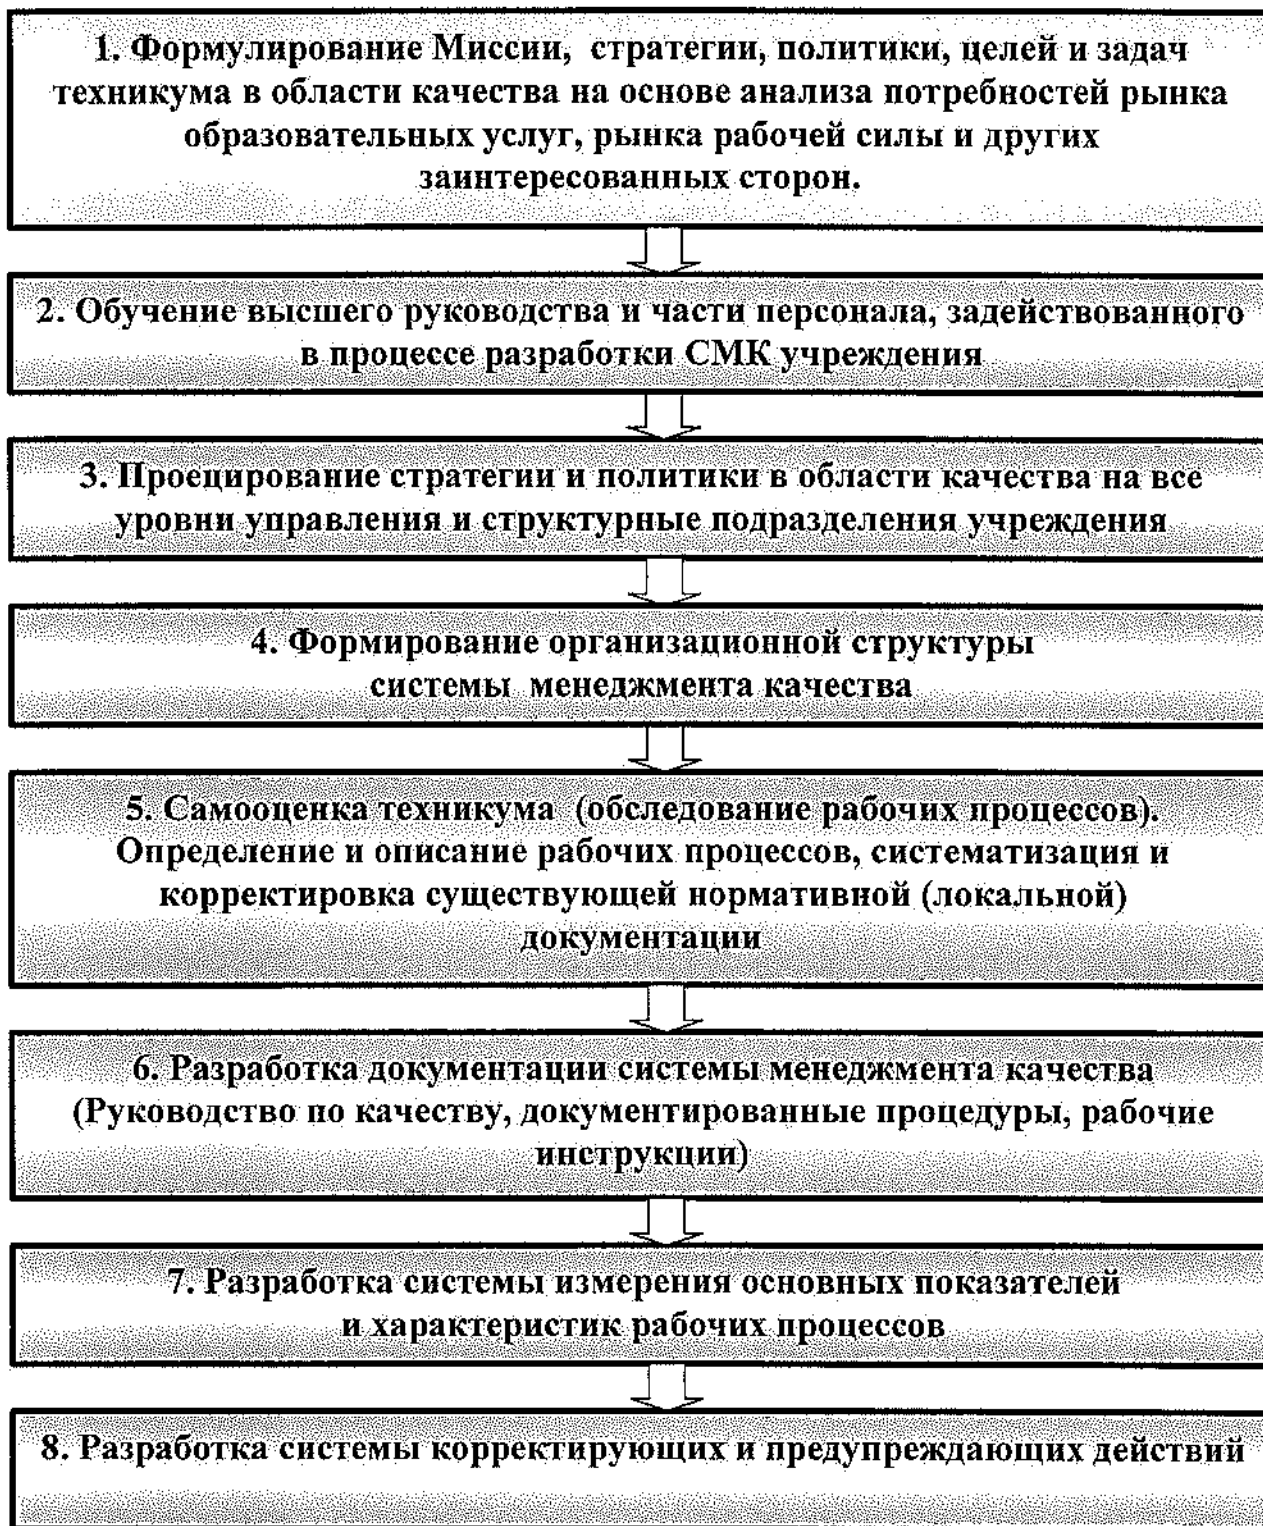 1. Формулирование Миссии, стратегии, политики, целей и задач
техникума в области качества на основе анализа потребностей рынка
образовательных услуг, рынка рабочей силы и других
заинтересованных сторон.
2. Обучение высшего руководства и части персонала, задействованного
в процессе разработки СМК учреждения
3. Проецирование стратегии и политики в области качества на все
уровни управления и структурные подразделения учреждения
4. Формирование организационной структуры
системы менеджмента качества
5. Самооценка техникума (обследование рабочих процессов).
Определение и описание рабочих процессов, систематизация и
корректировка существующей нормативной (локальной)
документации
6. Разработка документации системы менеджмента качества
(Руководство по качеству, документированные процедуры, рабочие
инструкции)
7. Разработка системы измерения основных показателей
и характеристик рабочих процессов
8. Разработка системы корректирующих и предупреждающих действий